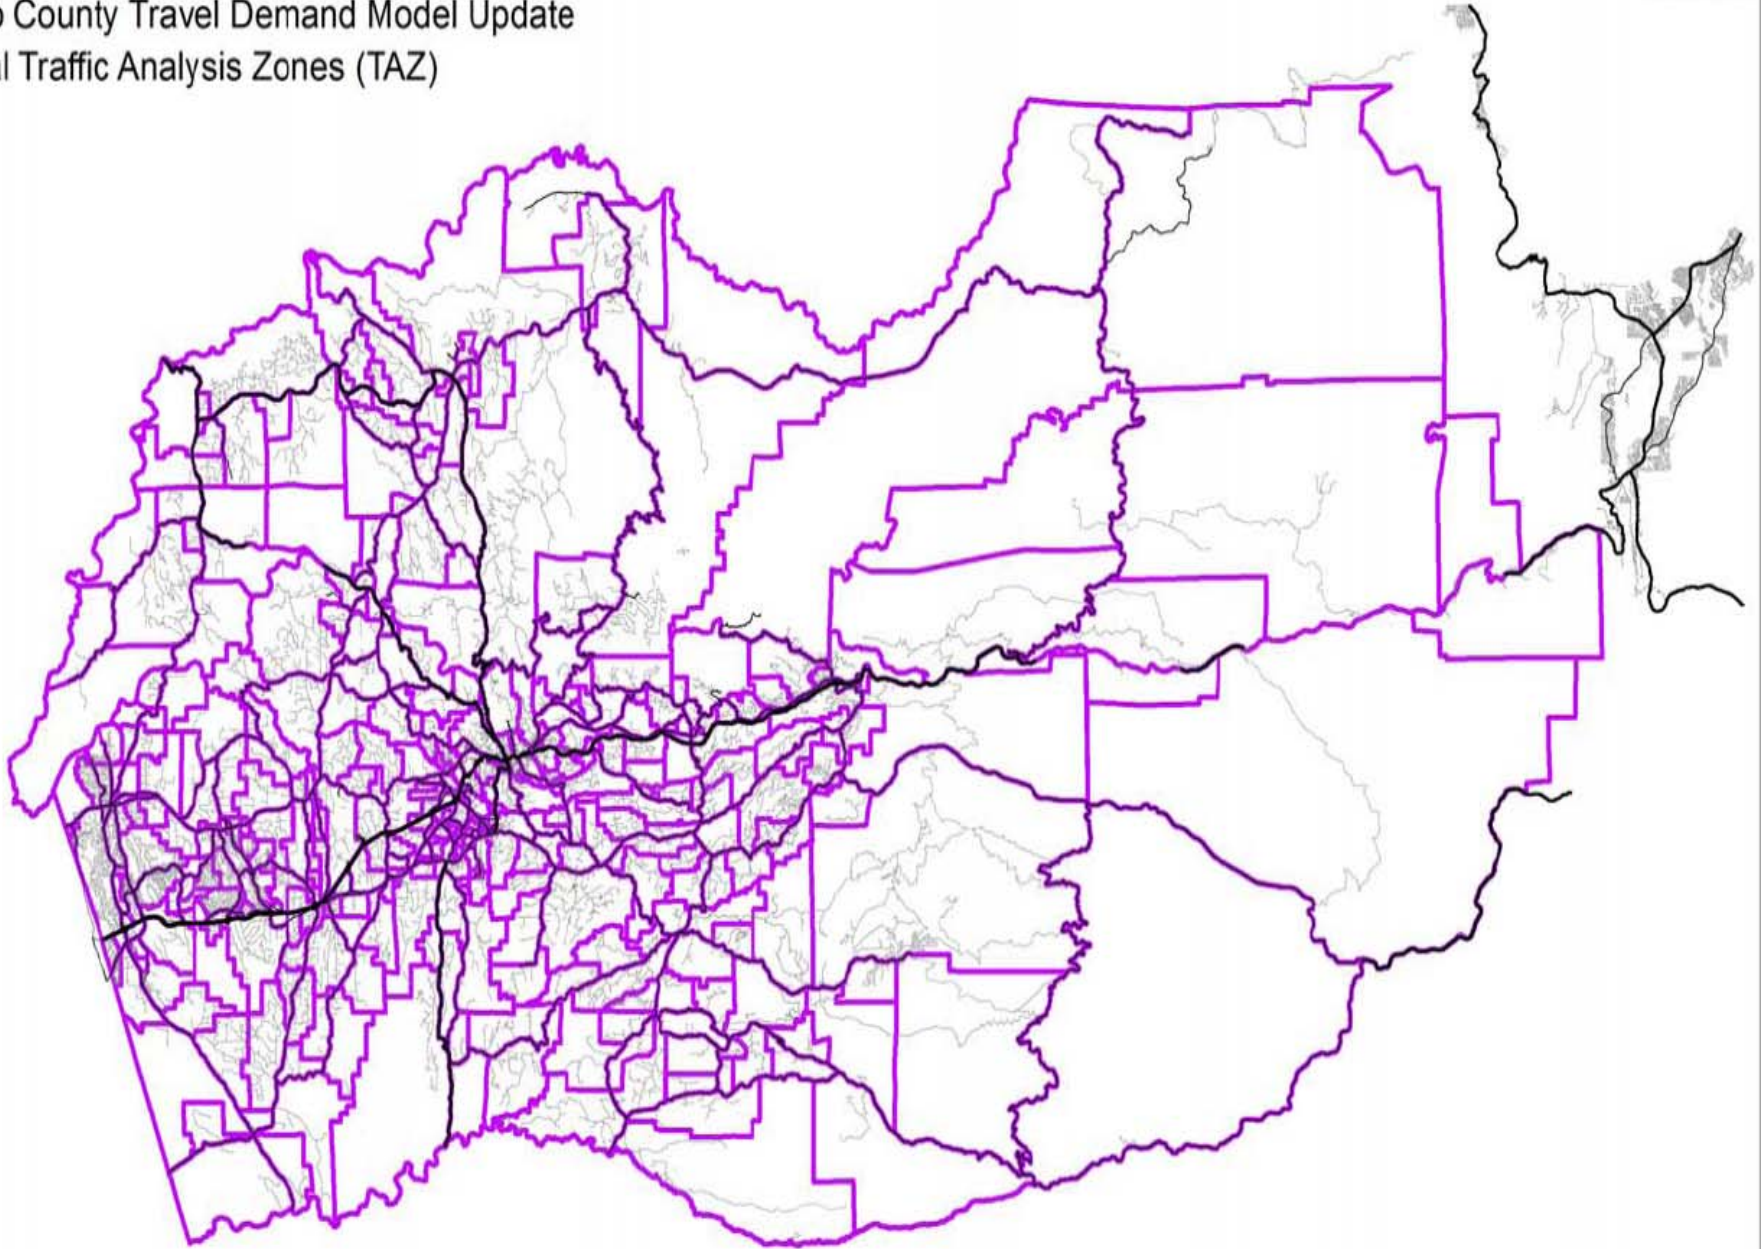 County Travel Demand Model Update
Traffic Analysis Zones (TAZ)